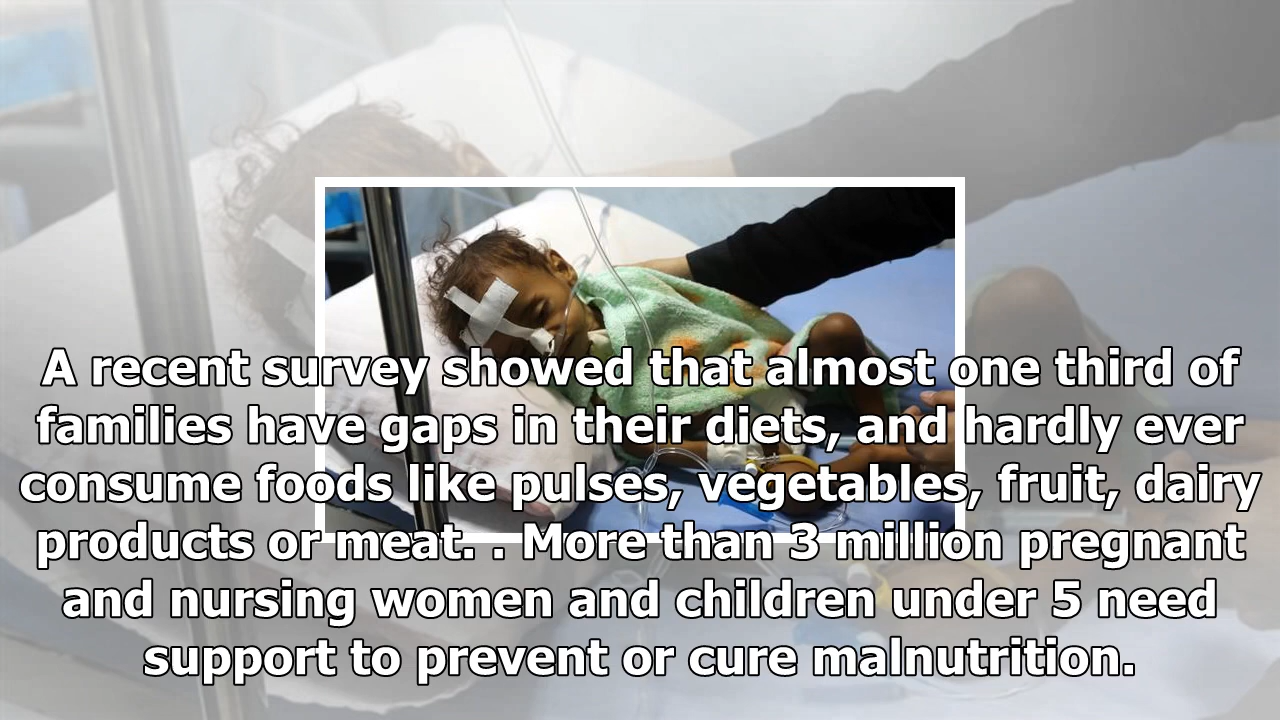 A recent survey showed that almost one third of
families have gaps in their diets, and hardly ever
consume foods like pulses, vegetables, fruit, dairy
products or meat. . More than 3 million pregnant
and nursing women and children under 5 need
support to prevent or cure malnutrition.